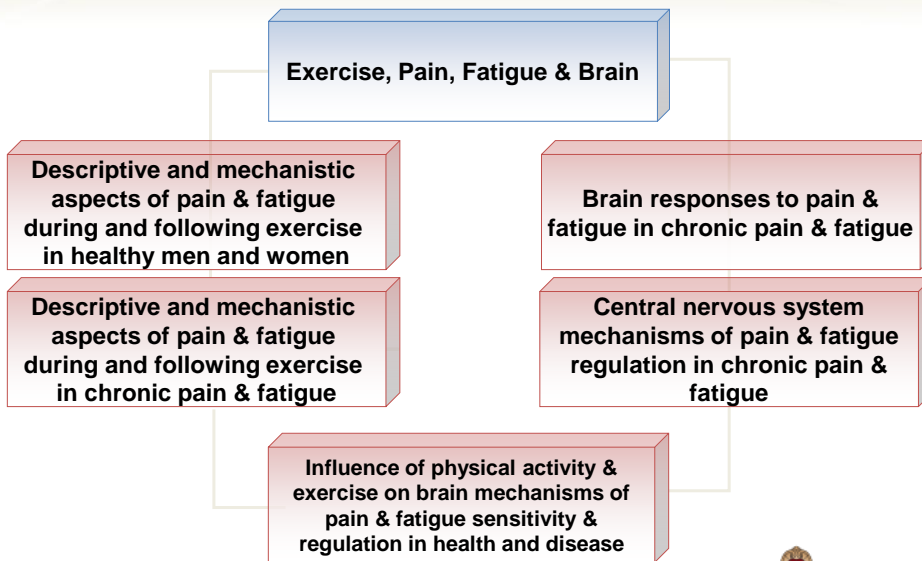 Exercise, Pain, Fatigue & Brain
Descriptive and mechanistic
aspects of pain & fatigue
during and following exercise
in healthy men and women
Descriptive and mechanistic
aspects of pain & fatigue
during and following exercise
in chronic pain & fatigue
Brain responses to pain &
fatigue in chronic pain & fatigue
Central nervous system
mechanisms of pain & fatigue
regulation in chronic pain &
fatigue
Influence of physical activity &
exercise on brain mechanisms of
pain & fatigue sensitivity &
regulation in health and disease